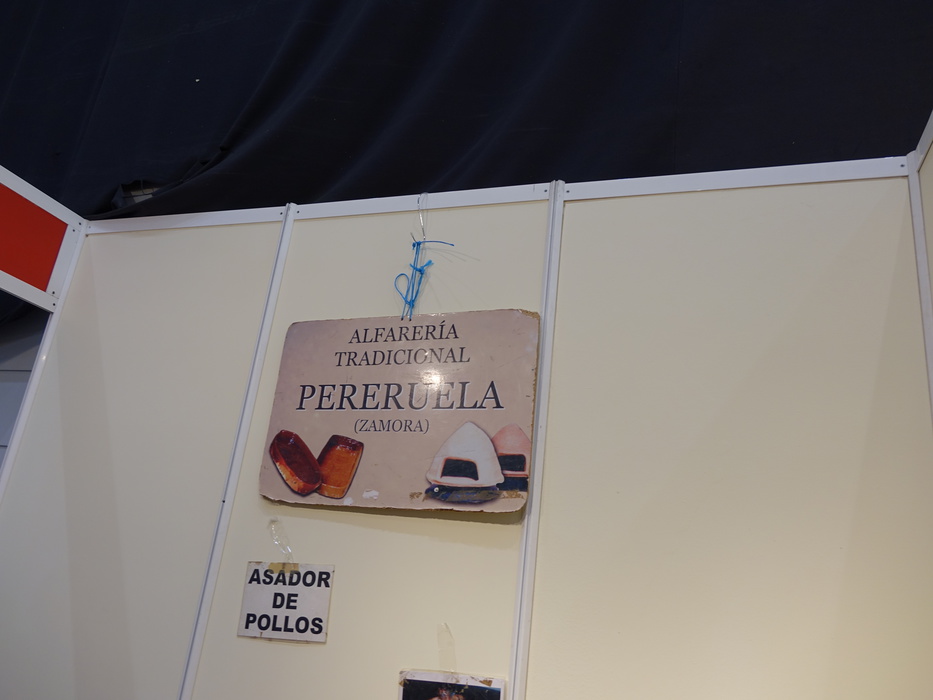 ALFARERÍA
TRADICIONAL
PERERUELA
(ZAMORA)
ASADOR
DE
POLLOS